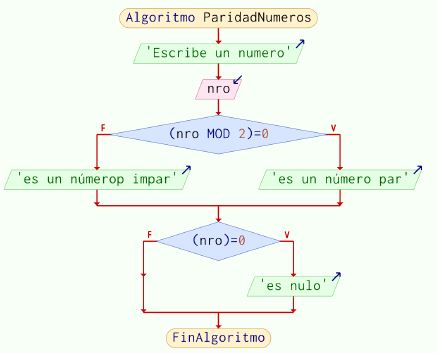 Algoritmo ParidadNumeros
'Escribe un numero'
nro
F
(nro MOD 2)=0
V
'es un númerop impar'
'es un número par'
F
(nro)=0
V
'es nulo'
FinAlgoritmo